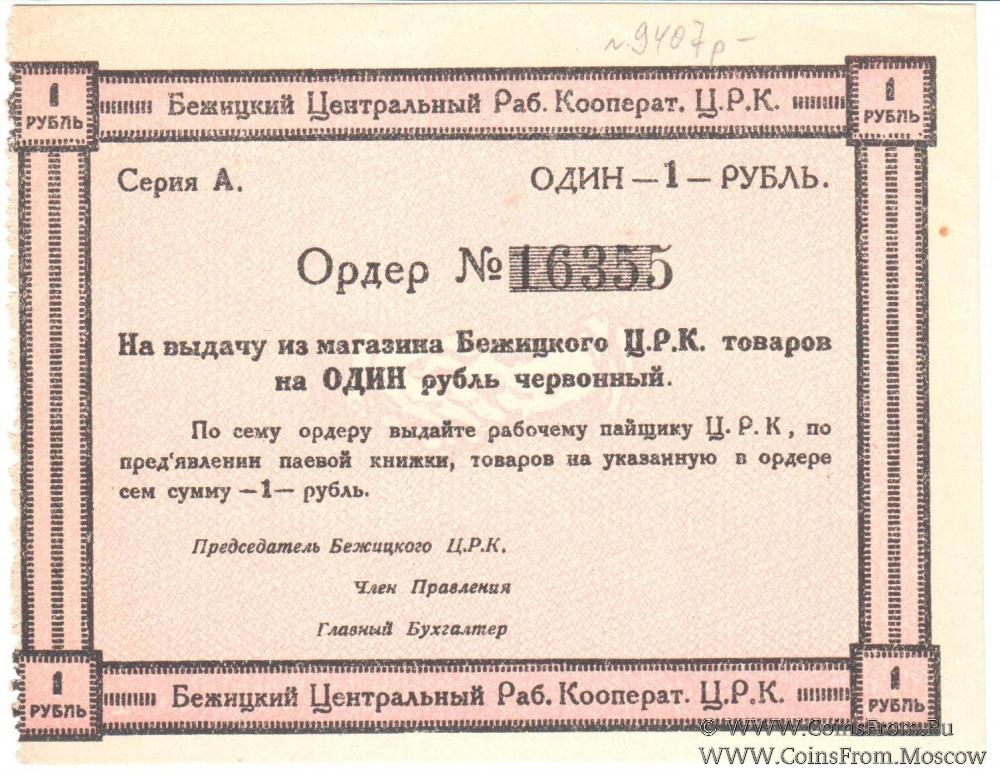 №9407р-
1 РУБЛЬ
Бежицкий Центральный Раб. Кооперат. Ц.Р.К.
1 РУБЛЬ
Серия А.
ОДИН —1— РУБЛЬ.
Ордер № 16355
На выдачу из магазина Бежицкого Ц.Р.К. товаров
на ОДИН рубль червонный.
По сему ордеру выдайте рабочему пайщику Ц. Р. К, по
пред'явлении паевой книжки, товаров на указанную в ордере
сем сумму —1— рубль.
Председатель Бежицкого Ц.Р.К.
Член Правления
Главный Бухгалтер
1 РУБЛЬ
Бежицкий Центральный Раб. Кооперат. Ц.Р.К.
1 РУБЛЬ
© WWW.CoinsFrom.Ru
WWW.CoinsFrom.Moscow